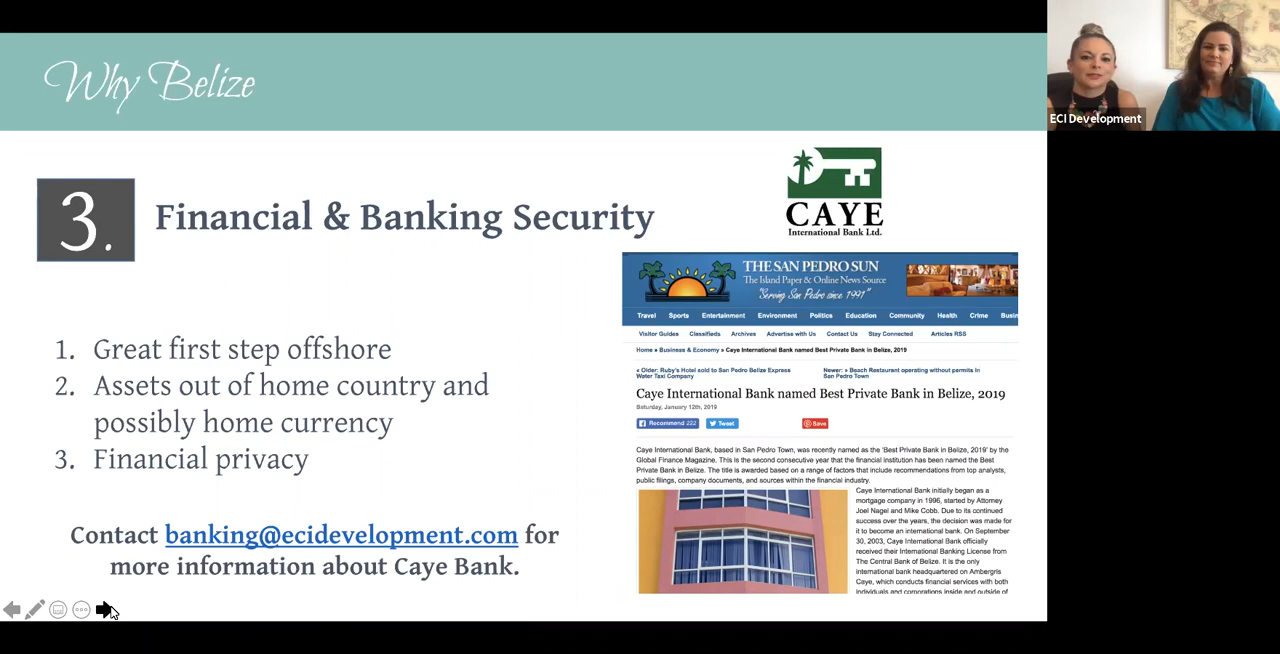 Why Belize
ECI Development
3.
Financial & Banking Security
CAYE
International Bank Ltd.
1. Great first step offshore
2. Assets out of home country and
possibly home currency
3. Financial privacy
Contact banking@ecidevelopment.com for
more information about Caye Bank.
THE SAN PEDRO SUN
The Island Paper & Online News Source
"Serving San Pedro since 1991"
Travel Sports Entertainment Environment Politics Education Community Health Crime Busin
Visitor Guides Classifieds Archives Advertise with Us Contact Us Stay Connected Articles RSS
Home » Business & Economy » Caye International Bank named Best Private Bank in Belize, 2019
« Older: Ruby's Hotel sold to San Pedro Belize Express
Water Taxi Company
Newer: » Beach Restaurant operating without permits in
San Pedro Town
Caye International Bank named Best Private Bank in Belize, 2019
Saturday, January 12th, 2019
Recommend 222 Tweet Save
Caye International Bank, based in San Pedro Town, was recently named as the 'Best Private Bank in Belize, 2019' by the
Global Finance Magazine. This is the second consecutive year that the financial institution has been named the Best
Private Bank in Belize. The title is awarded based on a range of factors that include recommendations from top analysts,
public filings, company documents, and sources within the financial industry.
Caye International Bank initially began as a
mortgage company in 1996, started by Attorney
Joel Nagel and Mike Cobb. Due to its continued
success over the years, the decision was made for
it to become an international bank. On September
30, 2003, Caye International Bank officially
received their International Banking License from
The Central Bank of Belize. It is the only
international bank headquartered on Ambergris
Caye, which conducts financial services with both
individuals and corporations inside and outside of